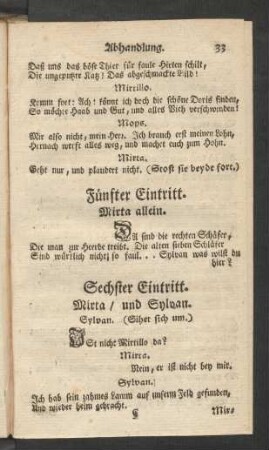 Abhandlung. 33
Daß uns das böse Thier für faule Hirten schilt,
Die ungeputzte Katz! Das abgeschmackte Bild!
Mirtillo.
Komm fort: Ach! könnt ich doch die schöne Doris finden,
So möchte Haab und Gut, und alles Vieh verschwinden!
Mops.
Mir also nicht, mein Herz. Ich brauch erst meinen Lohn,
Hernach werft alles weg, und machet euch zum Hohn.
Mirta.
Geht nur, und plaudert nicht. (Stoßt sie beyde fort.)
Fünfter Eintritt.
Mirta allein.
Da sind die rechten Schäfer,
Die man zur Heerde treibt. Die alten sieben Schläfer
Sind würklich nicht so faul. . . Sylvan was willst du
hier?
Sechster Eintritt.
Mirta / und Sylvan.
Sylvan. (Sihet sich um.)
Ist nicht Mirtillo da?
Mirta.
Nein, er ist nicht bey mir.
Sylvan.
Ich hab sein zahmes Lamm auf unserm Feld gefunden,
Und wieder heim gebracht.
Mir-